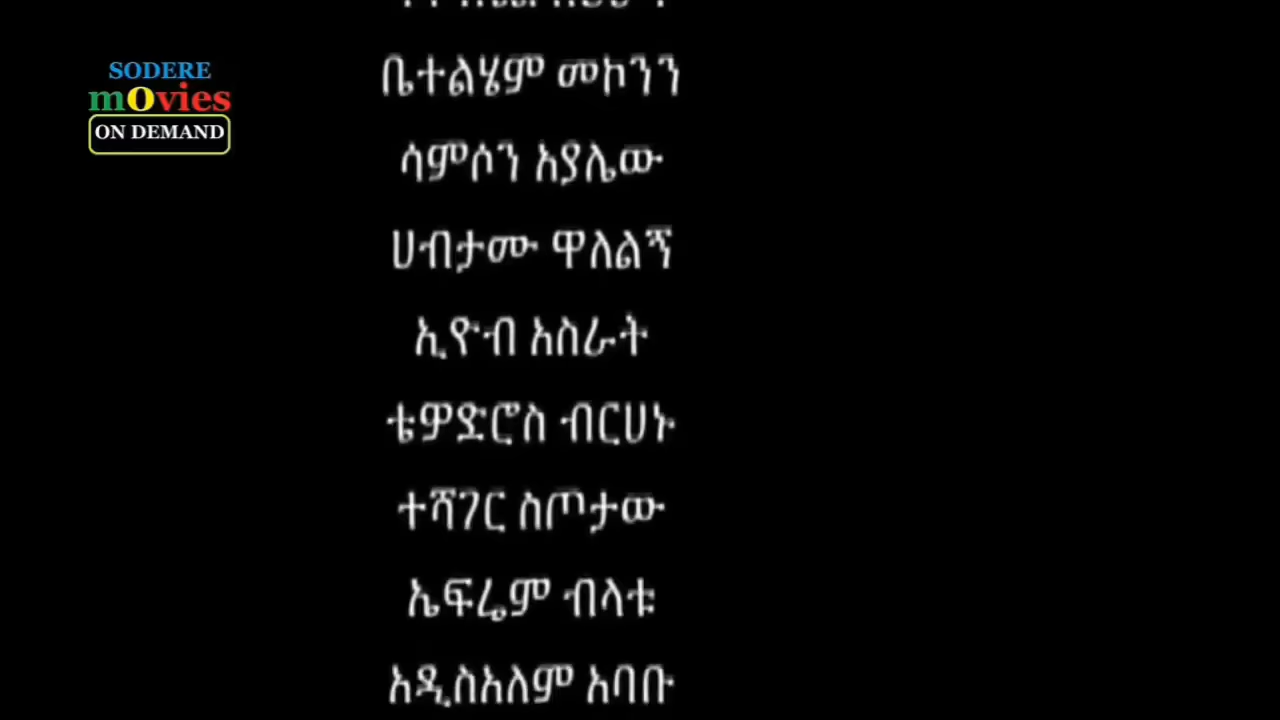 SODERE
mOvies
ON DEMAND
ቤተልሄም መኮንን
ሳምሶን አያሌው
ሀብታሙ ዋለልኝ
ኢዮብ አስራት
ቴዎድሮስ ብርሀኑ
ተሻገር ስጦታው
ኤፍሬም ብላቱ
አዲስአለም አባቡ